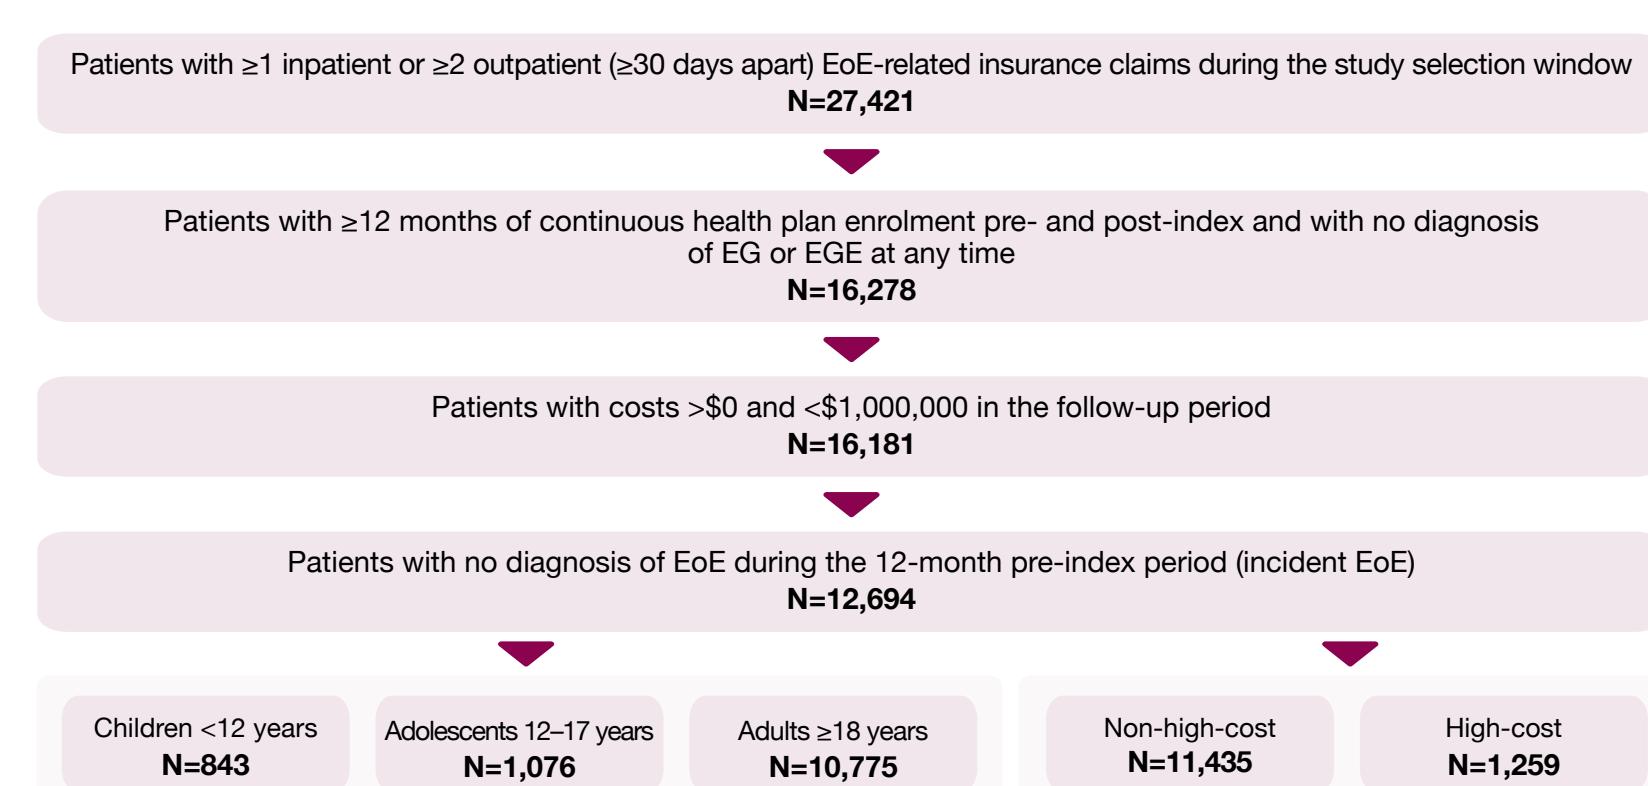 Patients with ≥1 inpatient or ≥2 outpatient (≥30 days apart) EoE-related insurance claims during the study selection window
N=27,421
Patients with ≥12 months of continuous health plan enrolment pre- and post-index and with no diagnosis
of EG or EGE at any time
N=16,278
Patients with costs >$0 and <$1,000,000 in the follow-up period
N=16,181
Patients with no diagnosis of EoE during the 12-month pre-index period (incident EoE)
N=12,694
Children <12 years
N=843
Adolescents 12–17 years
N=1,076
Adults ≥18 years
N=10,775
Non-high-cost
N=11,435
High-cost
N=1,259